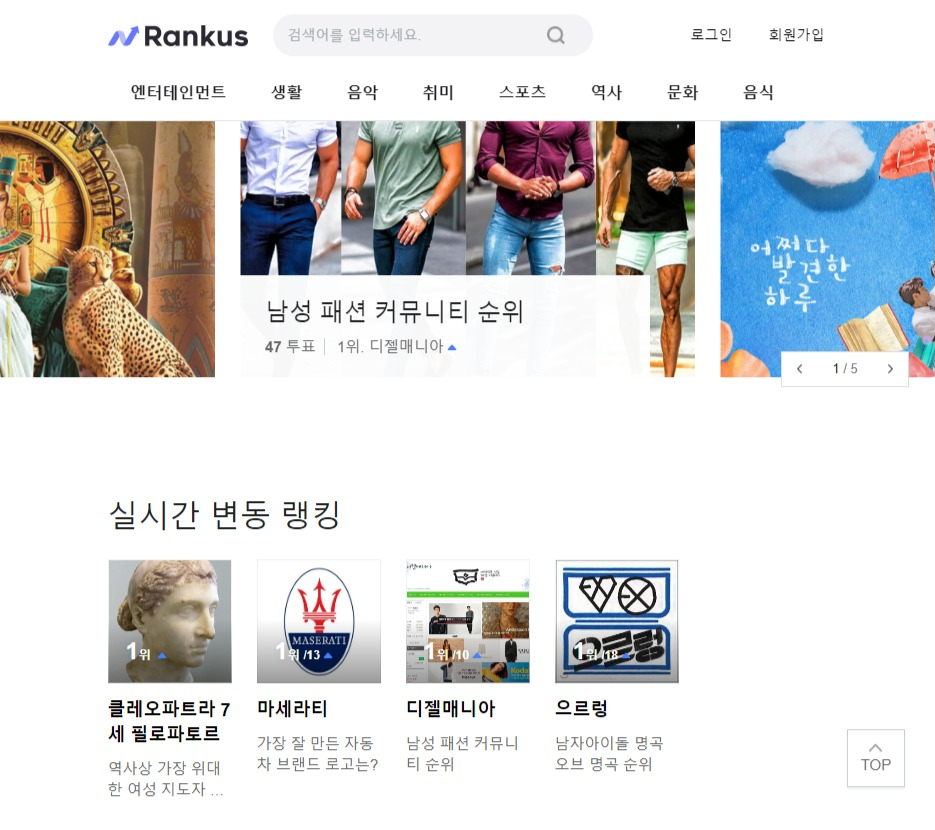 Rankus
검색어를 입력하세요.
로그인
회원가입
엔터테인먼트
생활
음악
취미
스포츠
역사
문화
음식
남성 패션 커뮤니티 순위
47 투표
1위. 디젤매니아
어쩌다
발견한
하루
1 / 5
실시간 변동 랭킹
1위
MASERATI
1위 /13
1위 /10
1위 /18
EXO
으르렁
클레오파트라 7
세 필로파토르
역사상 가장 위대
한 여성 지도자 ...
마세라티
가장 잘 만든 자동
차 브랜드 로고는?
디젤매니아
남성 패션 커뮤니
티 순위
으르렁
남자아이돌 명곡
오브 명곡 순위
TOP